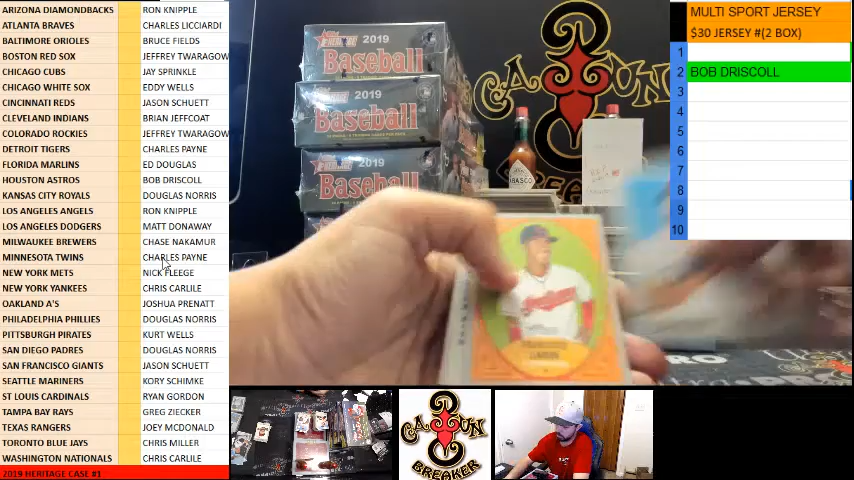 ARIZONA DIAMONDBACKS RON KNIPPLE
ATLANTA BRAVES CHARLES LICCIARDI
BALTIMORE ORIOLES BRUCE FIELDS
BOSTON RED SOX JEFFREY TWARAGOW
CHICAGO CUBS JAY SPRINKLE
CHICAGO WHITE SOX EDDY WELLS
CINCINNATI REDS JASON SCHUETT
CLEVELAND INDIANS BRIAN JEFFCOAT
COLORADO ROCKIES JEFFREY TWARAGOW
DETROIT TIGERS CHARLES PAYNE
FLORIDA MARLINS ED DOUGLAS
HOUSTON ASTROS BOB DRISCOLL
KANSAS CITY ROYALS DOUGLAS NORRIS
LOS ANGELES ANGELS RON KNIPPLE
LOS ANGELES DODGERS MATT DONAWAY
MILWAUKEE BREWERS CHASE NAKAMUR
MINNESOTA TWINS CHARLES PAYNE
NEW YORK METS NICK FLEEGE
NEW YORK YANKEES CHRIS CARLILE
OAKLAND A'S JOSHUA PRENATT
PHILADELPHIA PHILLIES DOUGLAS NORRIS
PITTSBURGH PIRATES KURT WELLS
SAN DIEGO PADRES DOUGLAS NORRIS
SAN FRANCISCO GIANTS JASON SCHUETT
SEATTLE MARINERS KORY SCHIMKE
ST LOUIS CARDINALS RYAN GORDON
TAMPA BAY RAYS GREG ZIECKER
TEXAS RANGERS JOEY MCDONALD
TORONTO BLUE JAYS CHRIS MILLER
WASHINGTON NATIONALS CHRIS CARLILE
2019 HERITAGE CASE #1
2019
Baseball
2019
Baseball
2019
Baseball
MULTI SPORT JERSEY
$30 JERSEY #(2 BOX)
1
2 BOB DRISCOLL
3
4
5
6
7
8
9
10
CAJUN
BREAKER